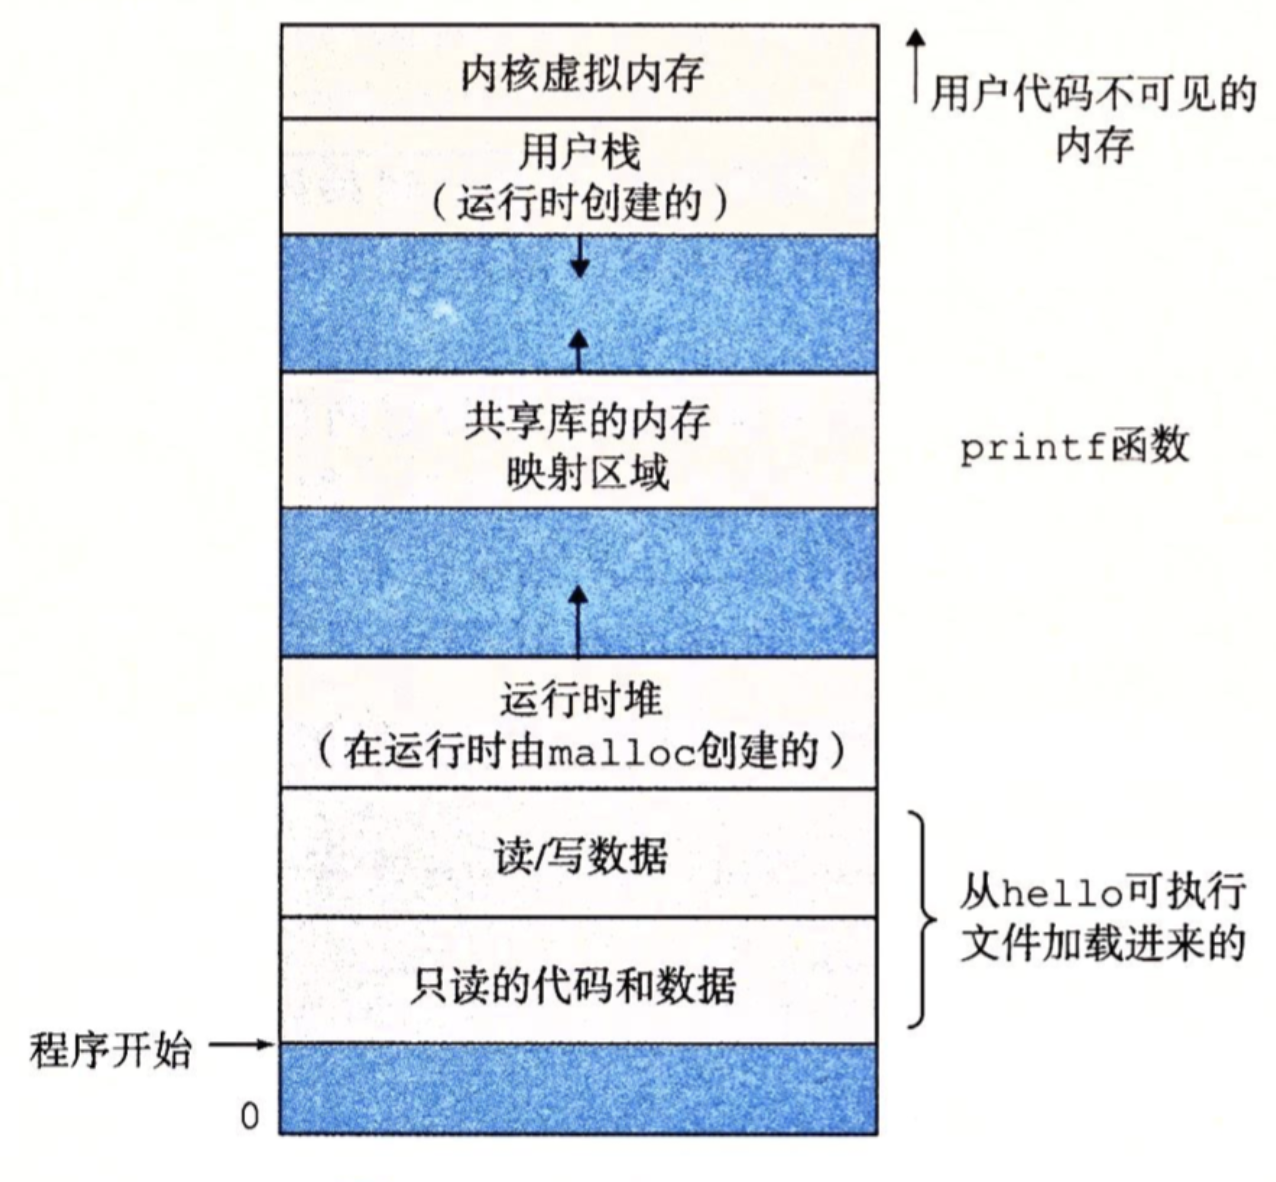 内核虚拟内存
用户代码不可见的
内存
用户栈
（运行时创建的）
共享库的内存
映射区域
printf函数
运行时堆
（在运行时由malloc创建的）
读/写数据
从hello可执行
文件加载进来的
只读的代码和数据
程序开始
0